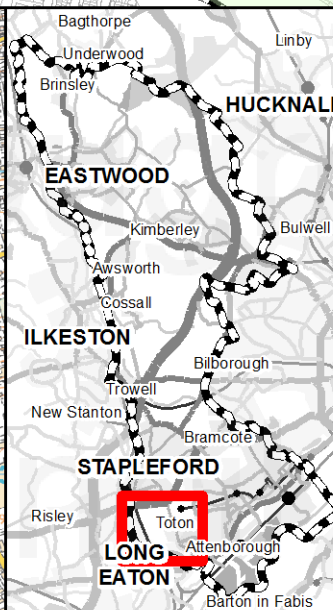 Bagthorpe
Linby
Underwood
Brinsley
HUCKNALL
EASTWOOD
Kimberley
Bulwell
Awsworth
Cossall
ILKESTON
Bilborough
Trowell
New Stanton
Bramcote
STAPLEFORD
Risley
Toton
LONG
EATON
Attenborough
Barton in Fabis